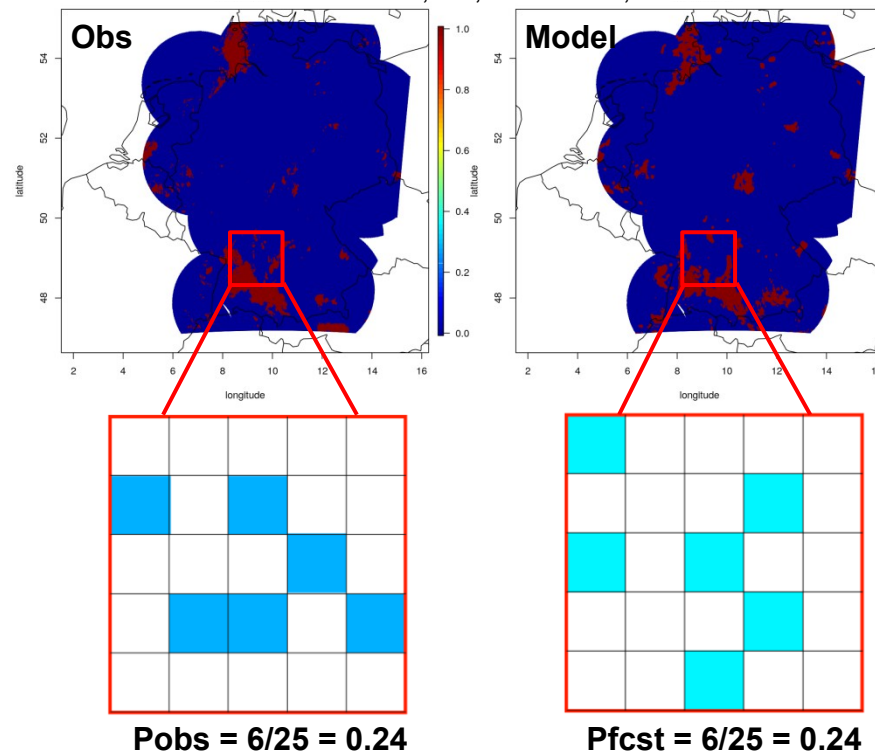 Obs
Model
latitude
54
52
50
48
2 4 6 8 10 12 14 16
longitude
1.0
0.8
0.6
0.4
0.2
0.0
latitude
54
52
50
48
2 4 6 8 10 12 14
longitude
Pobs = 6/25 = 0.24
Pfcst = 6/25 = 0.24